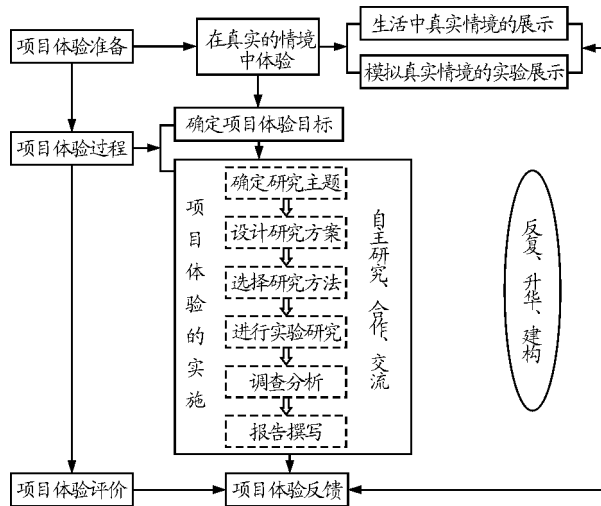 项目体验准备
在真实的情境
中体验
生活中真实情境的展示
模拟真实情境的实验展示
项目体验过程
确定项目体验目标
项目体验的实施
确定研究主题
设计研究方案
选择研究方法
进行实验研究
调查分析
报告撰写
自主研究、合作、交流
反复、升华、建构
项目体验评价
项目体验反馈